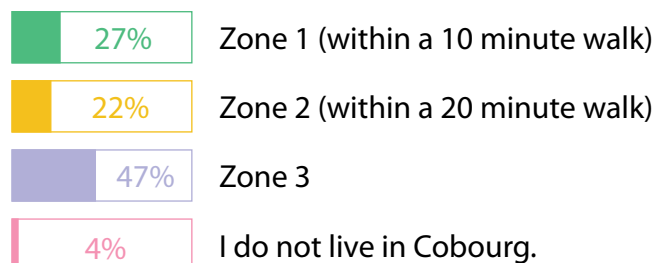 27% Zone 1 (within a 10 minute walk)
22% Zone 2 (within a 20 minute walk)
47% Zone 3
4% I do not live in Cobourg.